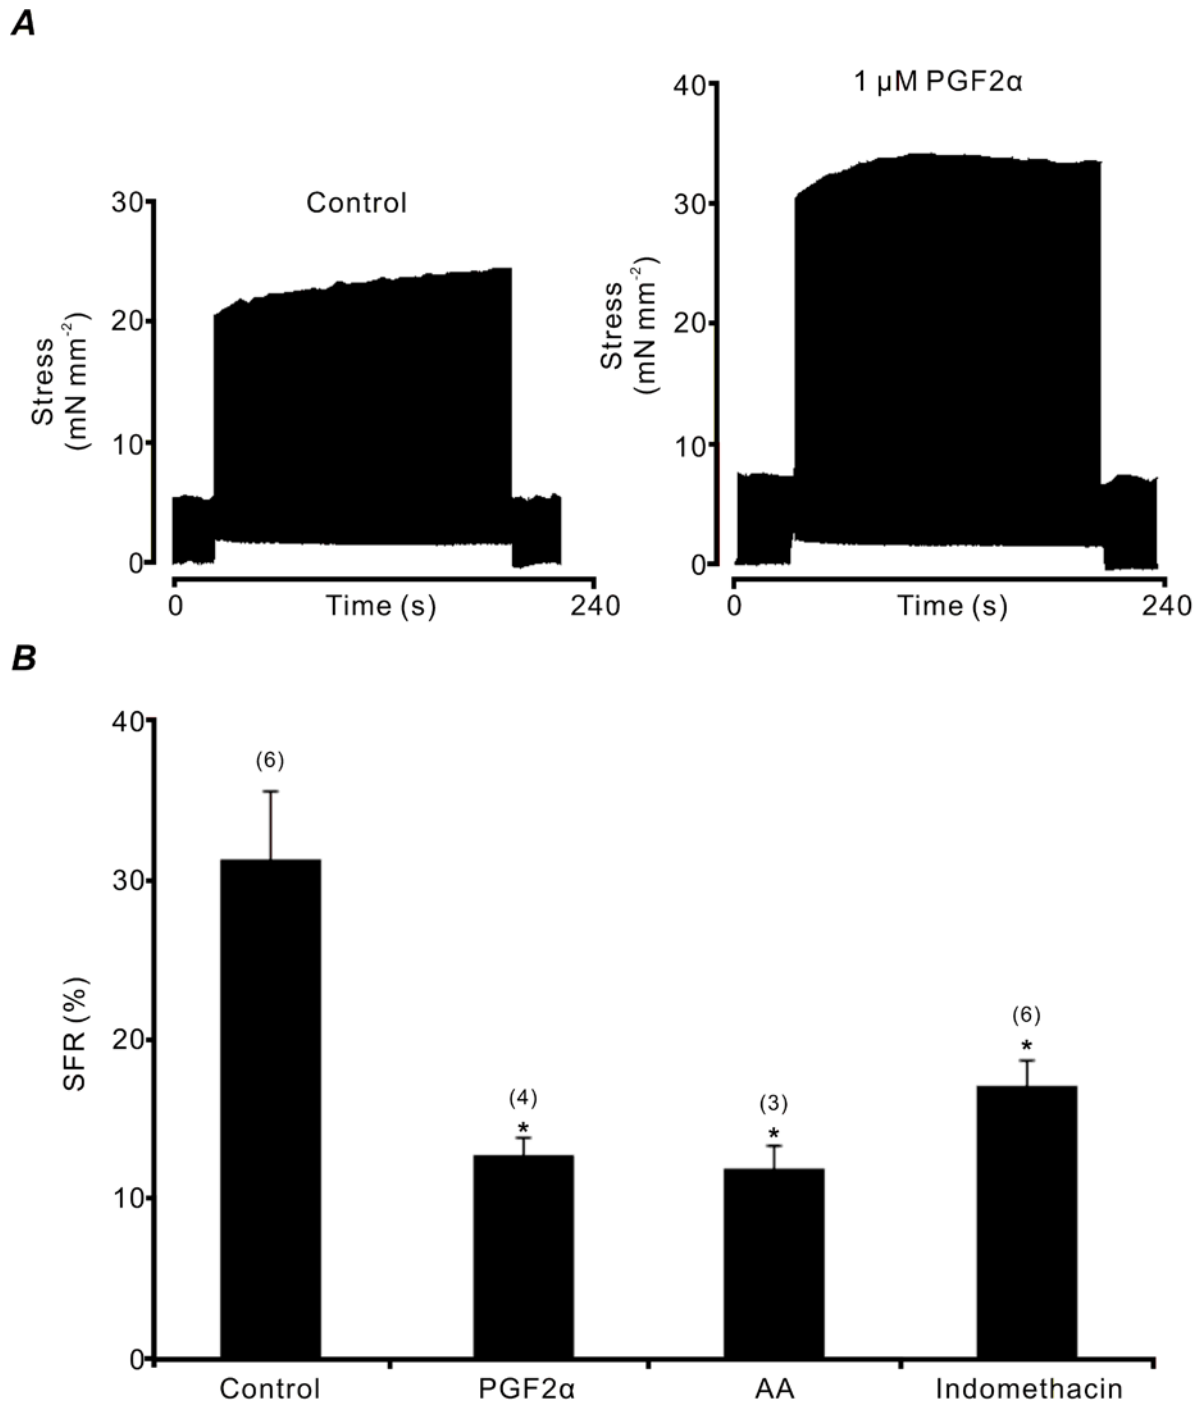 A
Control
30
20
10
0
Stress
(mN mm-2)
0
Time (s)
240
1 µM PGF2α
40
30
20
10
0
Stress
(mN mm-2)
0
Time (s)
240
B
40
30
20
10
0
SFR (%)
(6)
(4)
*
(3)
*
(6)
*
Control
PGF2α
AA
Indomethacin